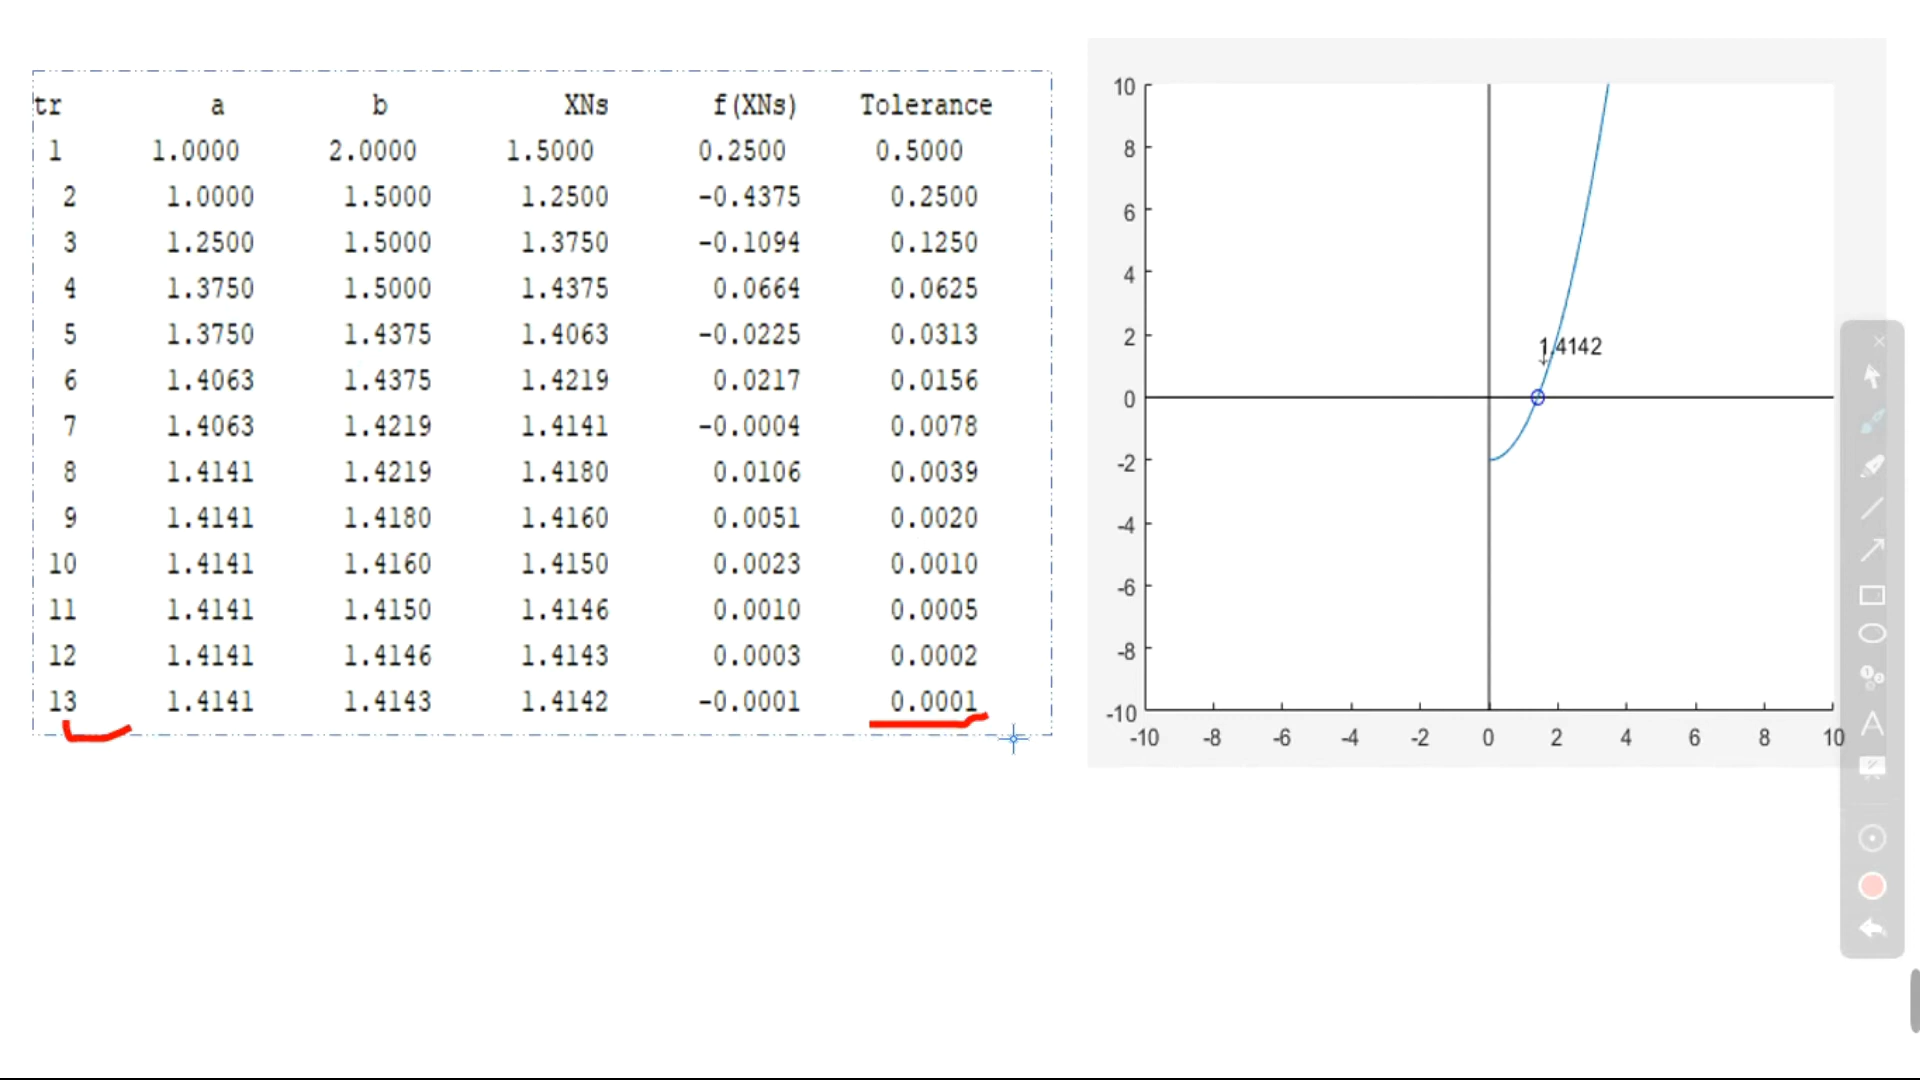 tr a b XNs f(XNs) Tolerance
1 1.0000 2.0000 1.5000 0.2500 0.5000
2 1.0000 1.5000 1.2500 -0.4375 0.2500
3 1.2500 1.5000 1.3750 -0.1094 0.1250
4 1.3750 1.5000 1.4375 0.0664 0.0625
5 1.3750 1.4375 1.4063 -0.0225 0.0313
6 1.4063 1.4375 1.4219 0.0217 0.0156
7 1.4063 1.4219 1.4141 -0.0004 0.0078
8 1.4141 1.4219 1.4180 0.0106 0.0039
9 1.4141 1.4180 1.4160 0.0051 0.0020
10 1.4141 1.4160 1.4150 0.0023 0.0010
11 1.4141 1.4150 1.4146 0.0010 0.0005
12 1.4141 1.4146 1.4143 0.0003 0.0002
13 1.4141 1.4143 1.4142 -0.0001 0.0001
10
8
6
4
2
1.4142
0
-2
-4
-6
-8
-10
-10 -8 -6 -4 -2 0 2 4 6 8 10